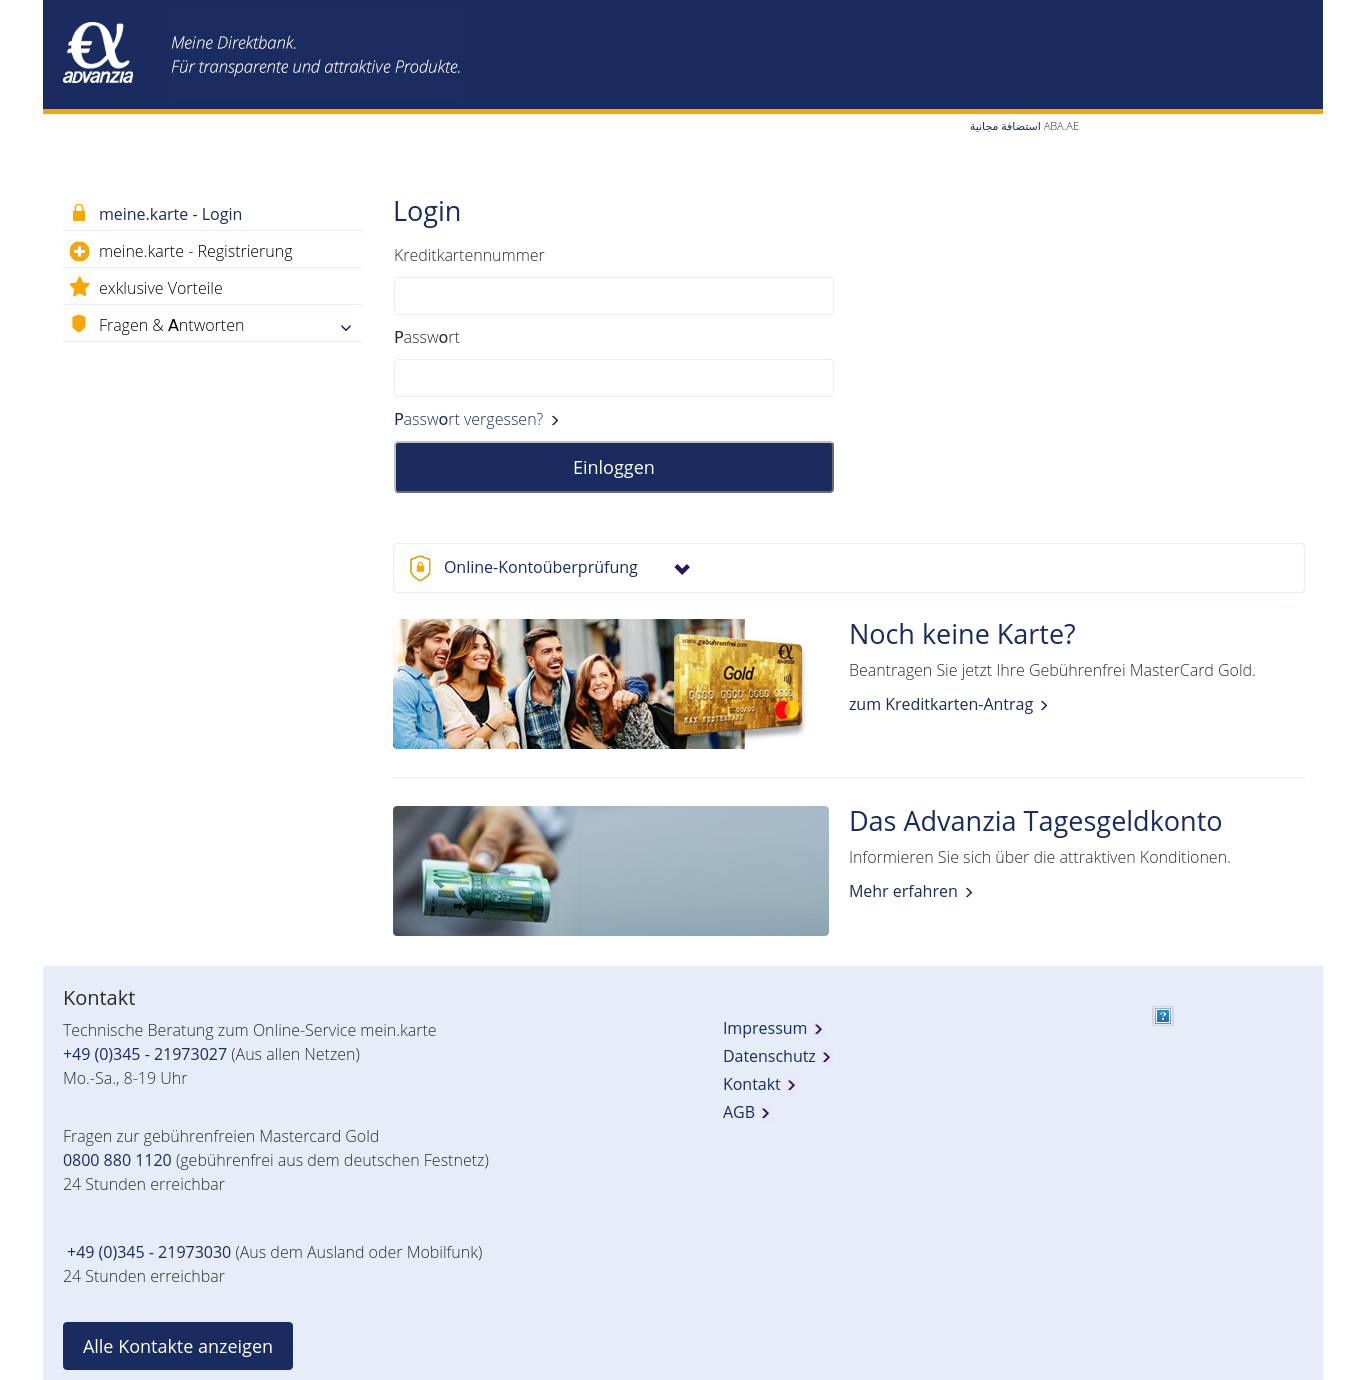 advanzia
Meine Direktbank.
Für transparente und attraktive Produkte.
استضافة مجانية ABA.AE
meine.karte - Login
meine.karte - Registrierung
exklusive Vorteile
Fragen & Antworten
Login
Kreditkartennummer
Passwort
Passwort vergessen?
Einloggen
Online-Kontoüberprüfung
www.gebührenfrei.com
advanzia
Gold
0000 0000 0000 0000
00/00
MAX MUSTERMANN
Noch keine Karte?
Beantragen Sie jetzt Ihre Gebührenfrei MasterCard Gold.
zum Kreditkarten-Antrag
100
Das Advanzia Tagesgeldkonto
Informieren Sie sich über die attraktiven Konditionen.
Mehr erfahren
Kontakt
Technische Beratung zum Online-Service mein.karte
+49 (0)345 - 21973027 (Aus allen Netzen)
Mo.-Sa., 8-19 Uhr
Fragen zur gebührenfreien Mastercard Gold
0800 880 1120 (gebührenfrei aus dem deutschen Festnetz)
24 Stunden erreichbar
+49 (0)345 - 21973030 (Aus dem Ausland oder Mobilfunk)
24 Stunden erreichbar
Alle Kontakte anzeigen
Impressum
Datenschutz
Kontakt
AGB
?